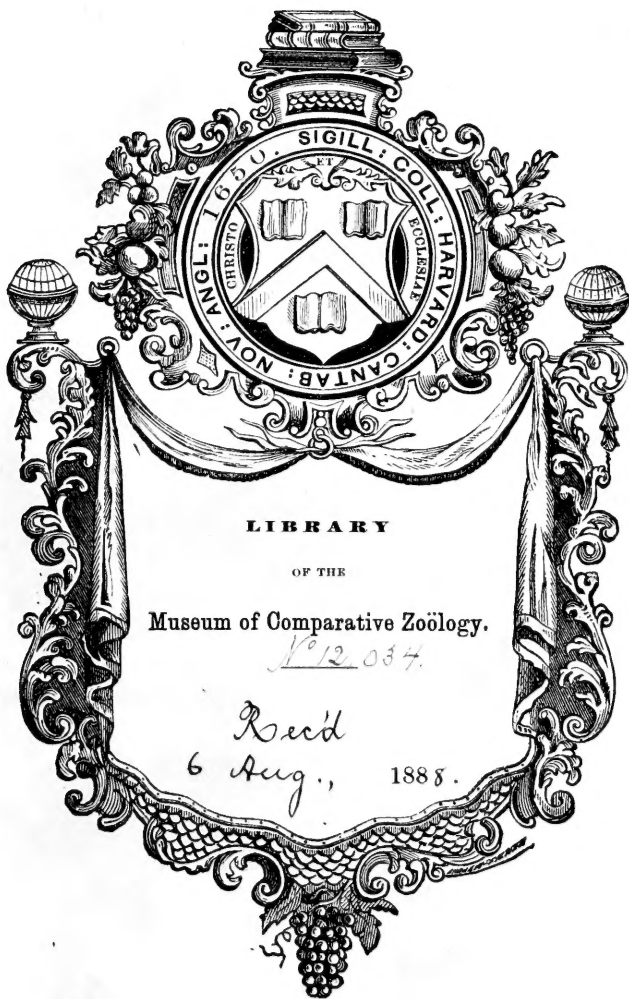 SIGILL: COLL: HARVARD: CANTAB: NOV: ANGL: 1650.
ET
CHRISTO
ECCLESIAE
LIBRARY
OF THE
Museum of Comparative Zoölogy.
No 12,034.
Rec'd
6 Aug., 1888.